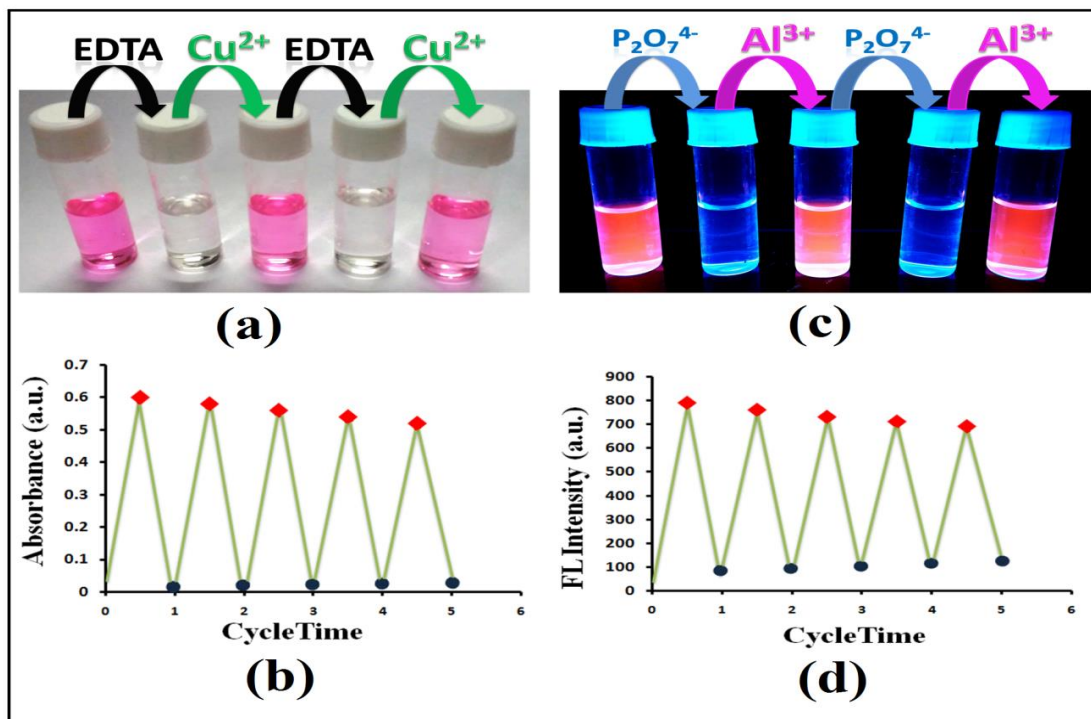 EDTA Cu²⁺ EDTA Cu²⁺
(a)
0.7
0.6
0.5
0.4
0.3
0.2
0.1
0
Absorbance (a.u.)
0 1 2 3 4 5 6
CycleTime
(b)
P₂O₇⁴⁻ Al³⁺ P₂O₇⁴⁻ Al³⁺
(c)
900
800
700
600
500
400
300
200
100
0
FL Intensity (a.u.)
0 1 2 3 4 5 6
CycleTime
(d)